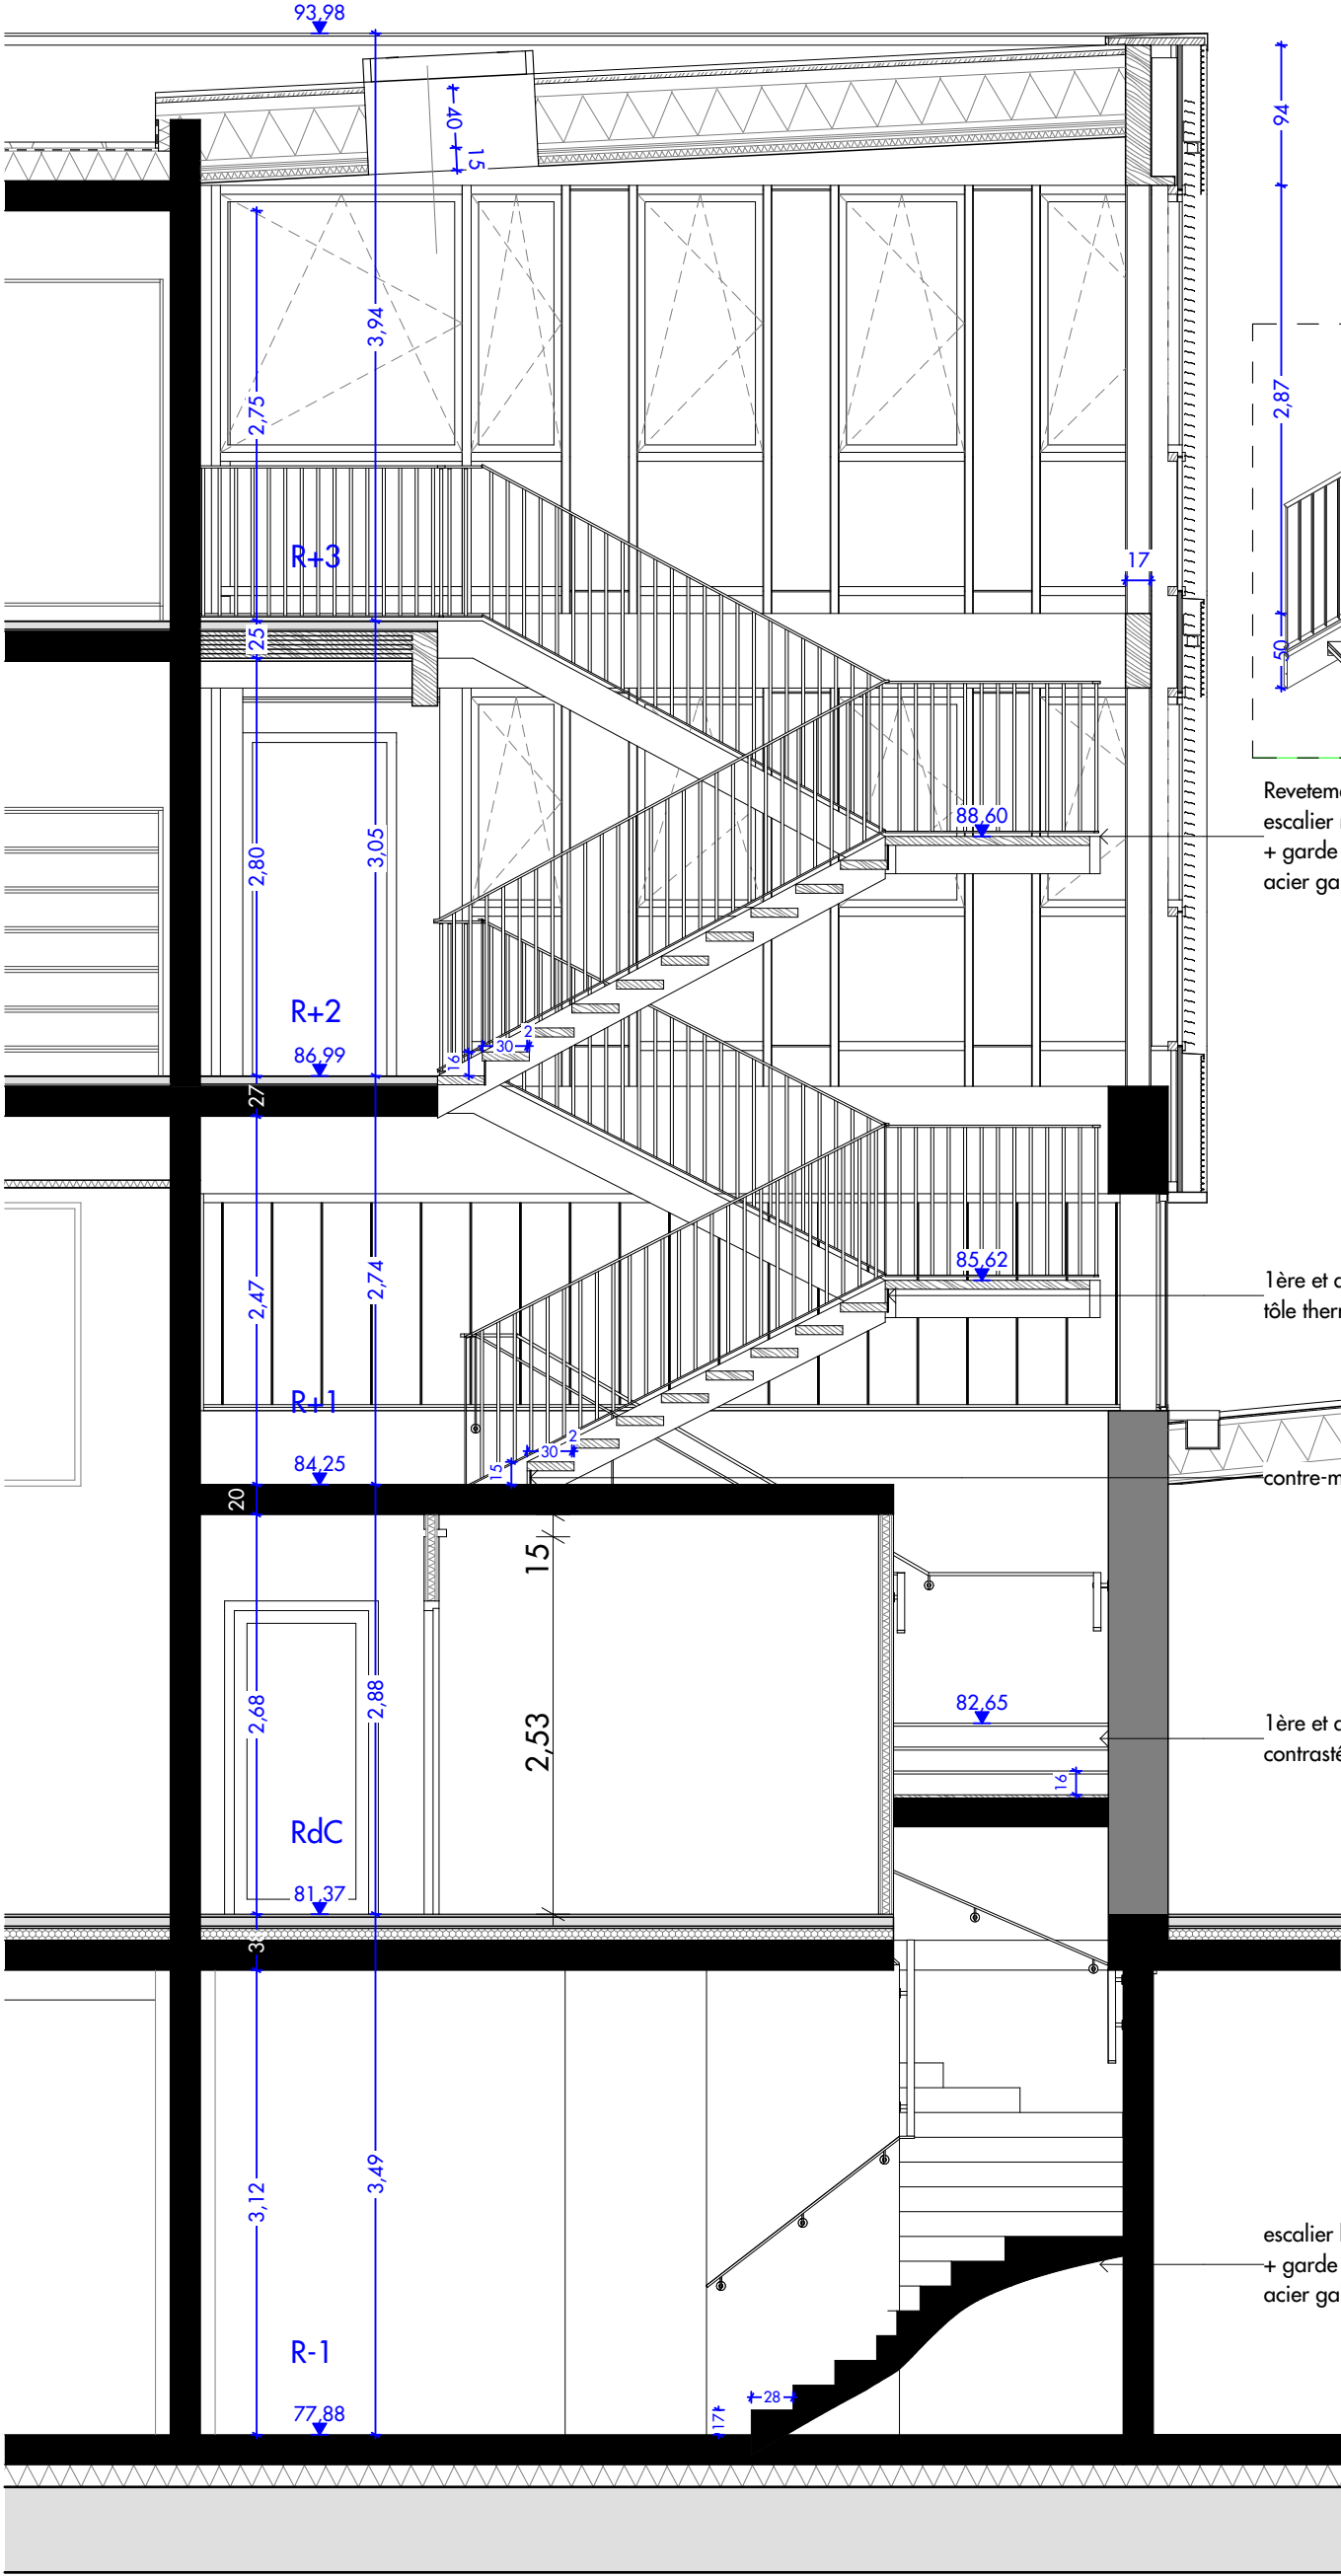 93,98
94
40
15
3,94
2,75
2,87
R+3
17
25
50
Revetem
escalier
+ garde
acier ga
88,60
2,80
3,05
R+2
86,99
2
30
16
27
85,62
1ère et
tôle ther
2,47
2,74
R+1
84,25
2
30
15
contre-m
20
15
2,68
2,88
2,53
82,65
1ère et
contrasté
16
RdC
81,37
38
3,12
3,49
escalier
+ garde
acier ga
R-1
77,88
28
17